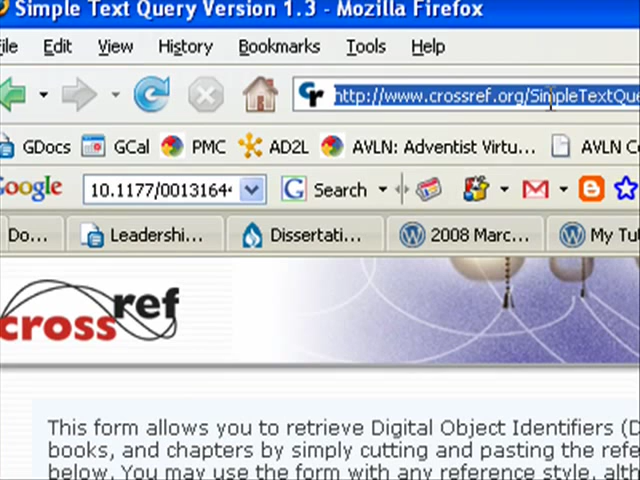 Simple Text Query Version 1.3 - Mozilla Firefox
File Edit View History Bookmarks Tools Help
http://www.crossref.org/SimpleTextQue
GDocs GCal PMC AD2L AVLN: Adventist Virtu... AVLN C
Google 10.1177/0013164 Search
Do... Leadershi... Dissertati... 2008 Marc... My Tu
crossref
This form allows you to retrieve Digital Object Identifiers (D
books, and chapters by simply cutting and pasting the refe
below. You may use the form with any reference style, alth